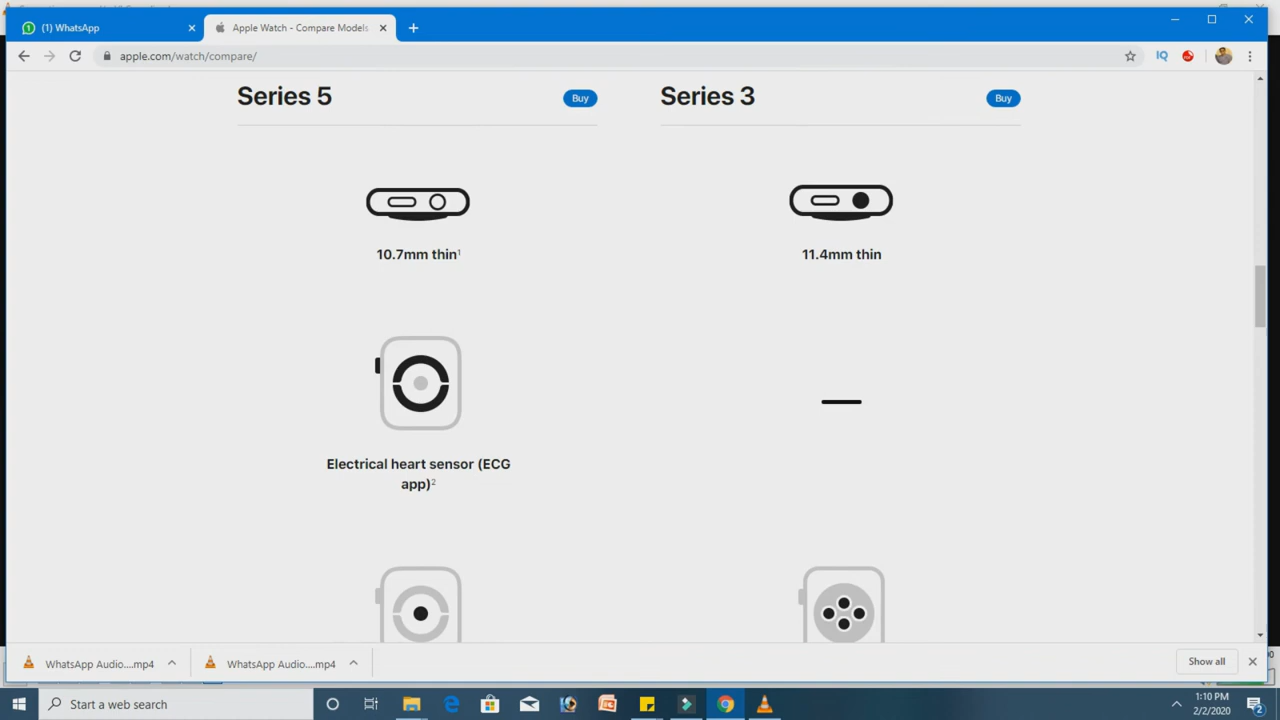 (1) WhatsApp
Apple Watch - Compare Models
apple.com/watch/compare/
IQ
Series 5
Buy
Series 3
Buy
10.7mm thin¹
11.4mm thin
Electrical heart sensor (ECG
app)²
WhatsApp Audio....mp4
WhatsApp Audio....mp4
Show all
Start a web search
1:10 PM
2/2/2020
2